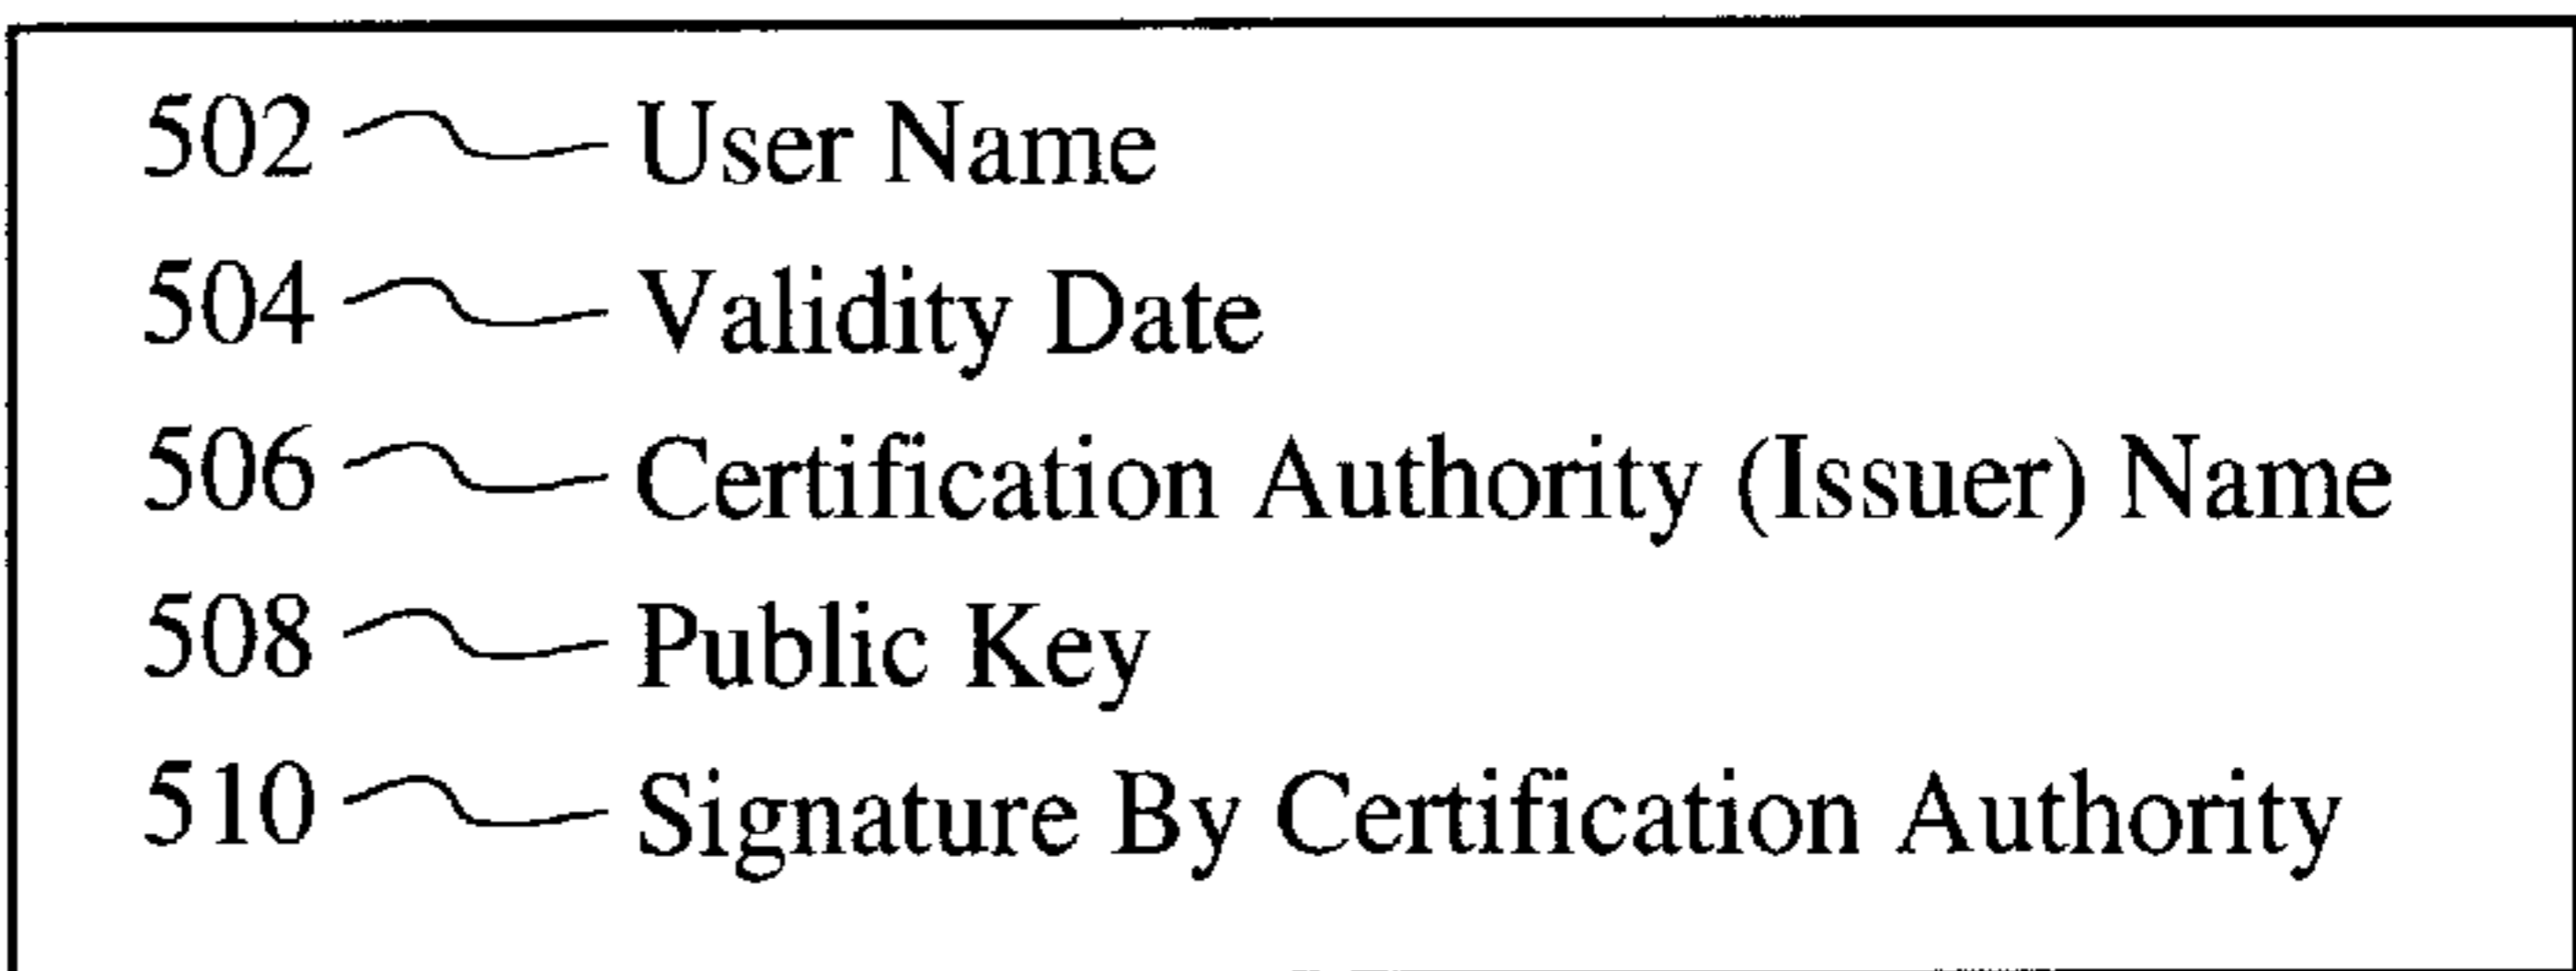 502 User Name
504 Validity Date
506 Certification Authority (Issuer) Name
508 Public Key
510 Signature By Certification Authority